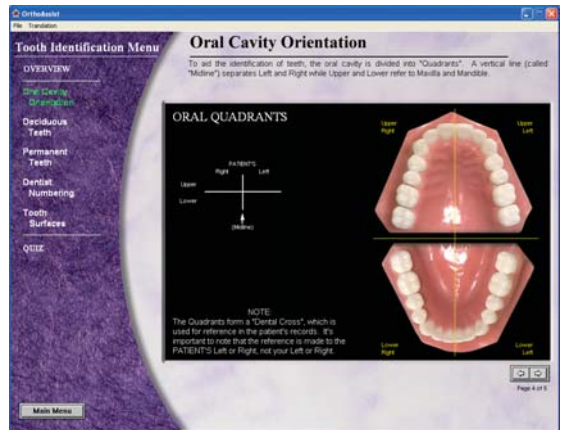 OrthoAssist
File Translation
Tooth Identification Menu
OVERVIEW
Oral Cavity
Orientation
Deciduous
Teeth
Permanent
Teeth
Dentist
Numbering
Tooth
Surfaces
QUIZ
Main Menu
Oral Cavity Orientation
To aid the identification of teeth, the oral cavity is divided into "Quadrants". A vertical line (called
"Midline") separates Left and Right while Upper and Lower refer to Maxilla and Mandible.
ORAL QUADRANTS
PATIENT'S
Right Left
Upper
Lower
(Midline)
NOTE:
The Quadrants form a "Dental Cross", which is
used for reference in the patient's records. It's
important to note that the reference is made to the
PATIENT'S Left or Right, not your Left or Right.
Upper
Right
Upper
Left
Lower
Right
Lower
Left
Page 4 of 5